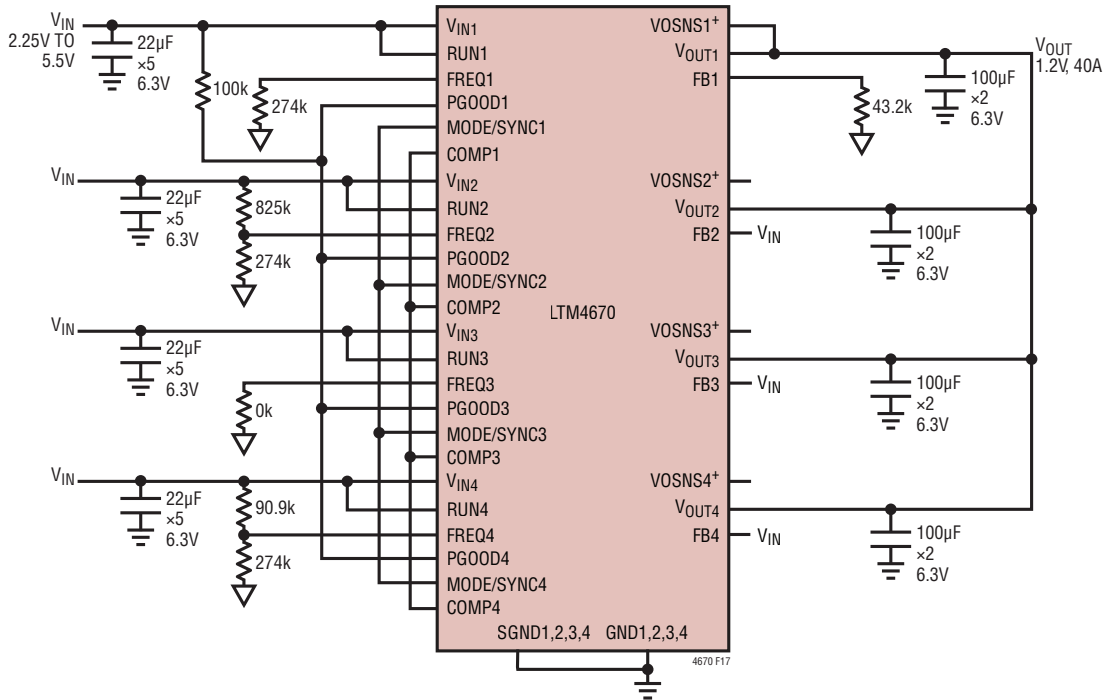 VIN
2.25V TO
5.5V
22µF
×5
6.3V
100k
274k
VIN
22µF
×5
6.3V
825k
274k
VIN
22µF
×5
6.3V
0k
VIN
22µF
×5
6.3V
90.9k
274k
VIN1
RUN1
FREQ1
PGOOD1
MODE/SYNC1
COMP1
VIN2
RUN2
FREQ2
PGOOD2
MODE/SYNC2
COMP2
VIN3
RUN3
FREQ3
PGOOD3
MODE/SYNC3
COMP3
VIN4
RUN4
FREQ4
PGOOD4
MODE/SYNC4
COMP4
LTM4670
SGND1,2,3,4 GND1,2,3,4
VOSNS1+
VOUT1
FB1
VOSNS2+
VOUT2
FB2
VOSNS3+
VOUT3
FB3
VOSNS4+
VOUT4
FB4
43.2k
100µF
×2
6.3V
VOUT
1.2V, 40A
VIN
100µF
×2
6.3V
VIN
100µF
×2
6.3V
VIN
100µF
×2
6.3V
4670 F17